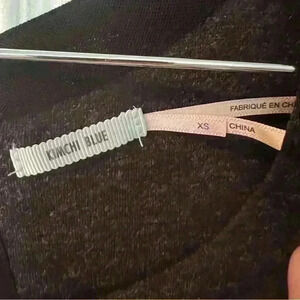 KIMCHI BLUE
FABRIQUÉ EN CH
XS
CHINA